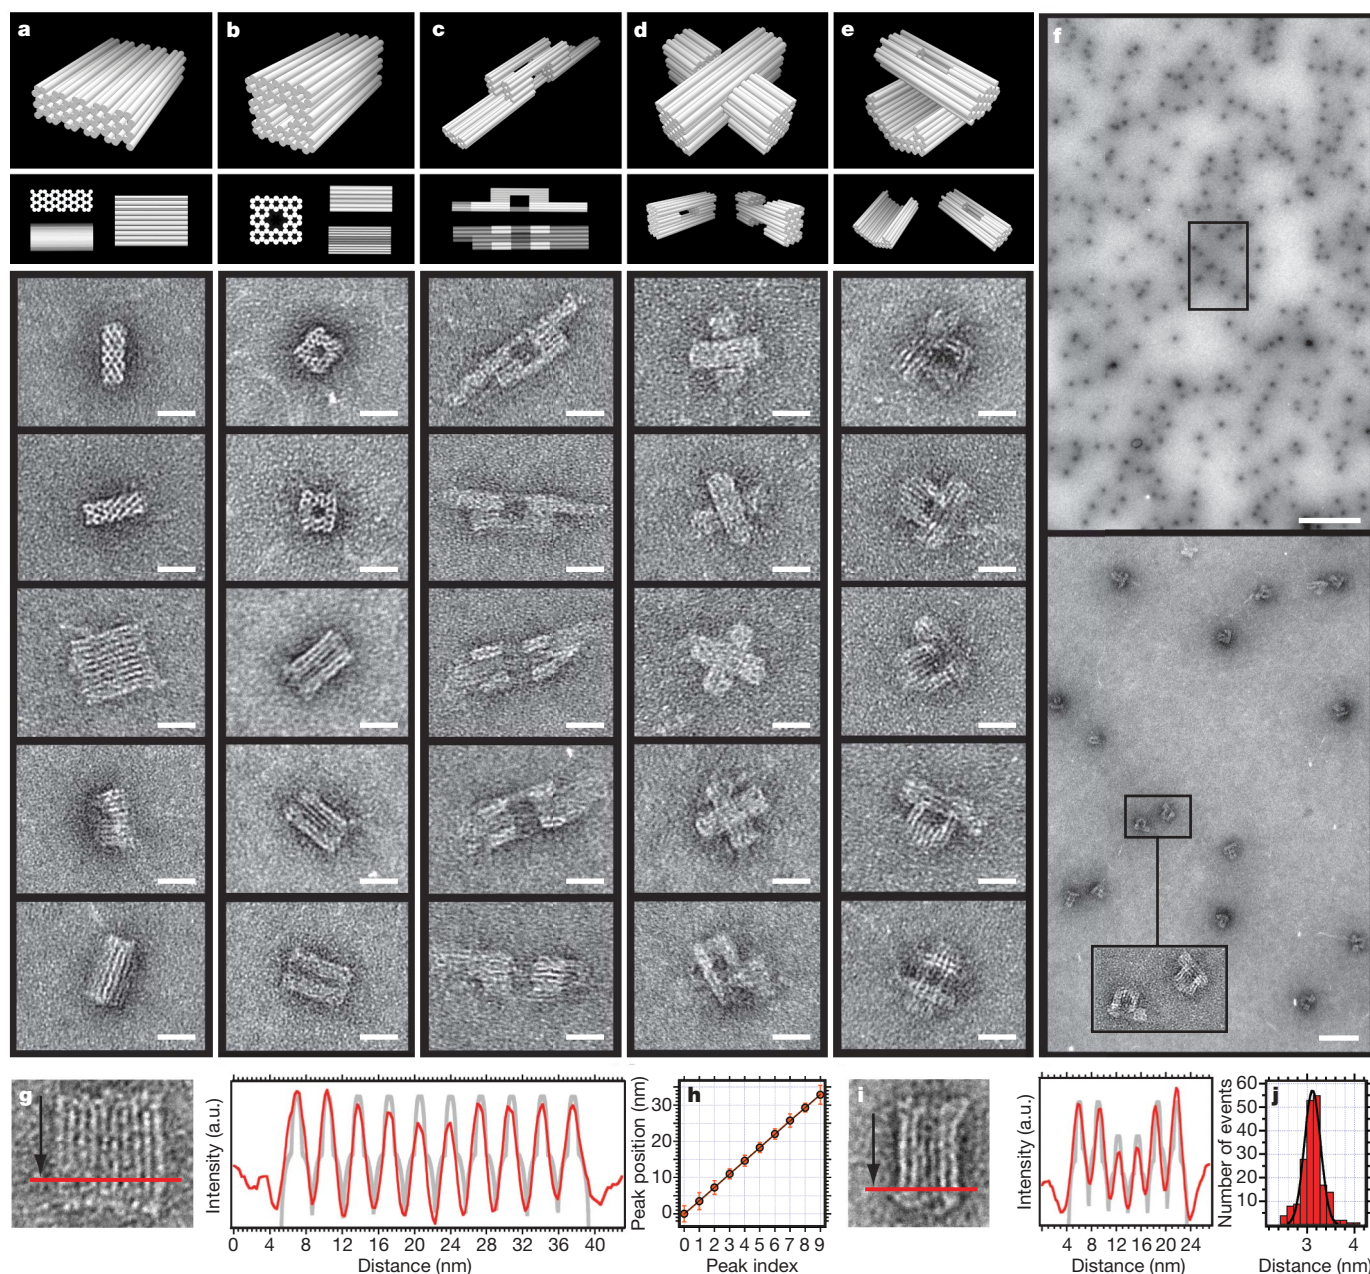 a
b
c
d
e
f
g
Intensity (a.u.)
0 4 8 12 16 20 24 28 32 36 40
Distance (nm)
h
Peak position (nm)
30
20
10
0
0 1 2 3 4 5 6 7 8 9
Peak index
i
Intensity (a.u.)
4 8 12 16 20 24
Distance (nm)
j
Number of events
60
50
40
30
20
10
3 4
Distance (nm)